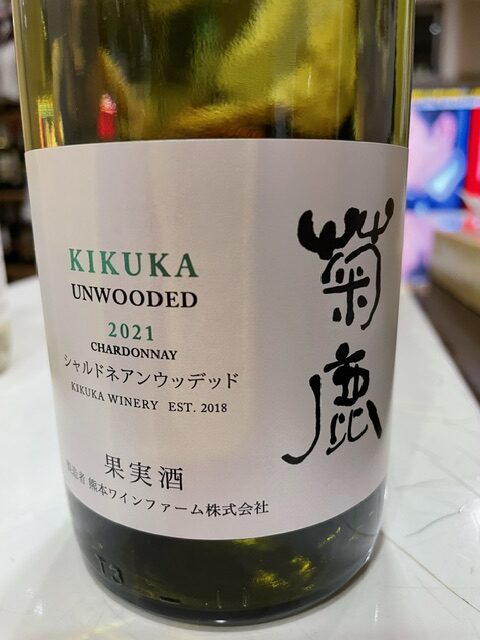 KIKUKA
UNWOODED
2021
CHARDONNAY
シャルドネアンウッデッド
KIKUKA WINERY EST. 2018
果実酒
製造者 熊本ワインファーム株式会社
菊鹿